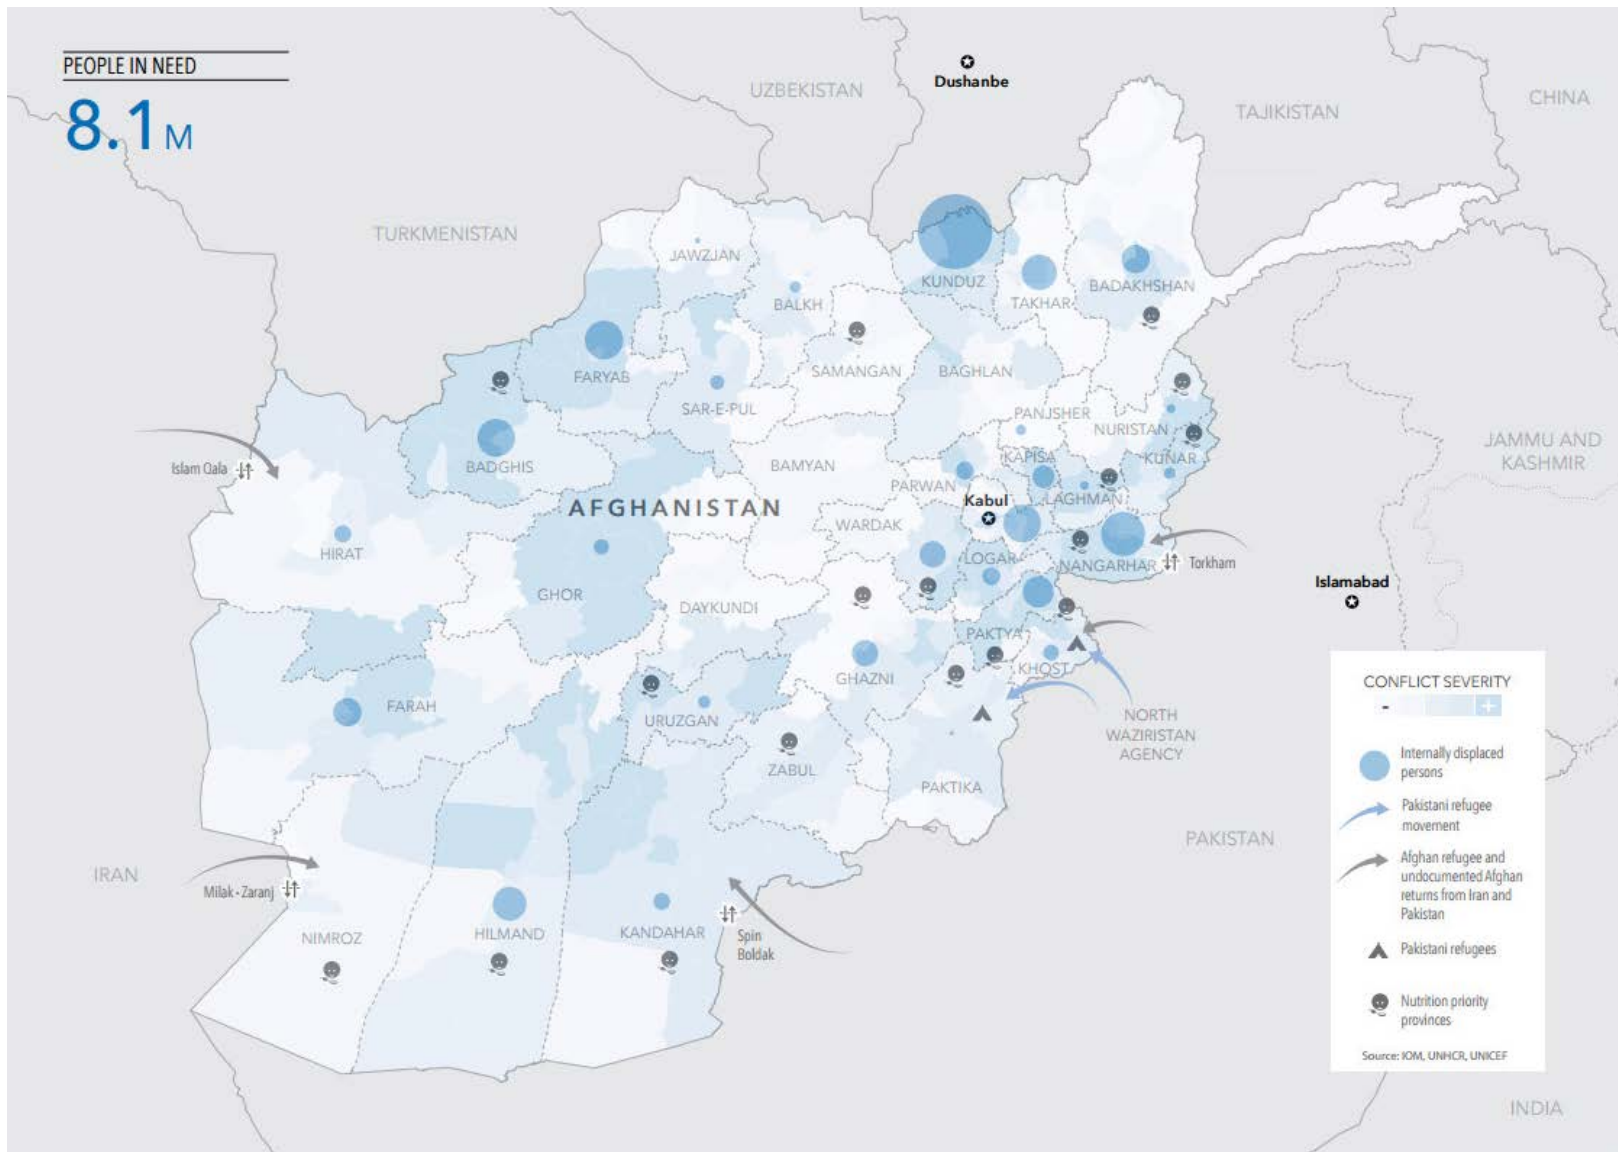 PEOPLE IN NEED
8.1 M
Dushanbe
UZBEKISTAN
TAJIKISTAN
CHINA
TURKMENISTAN
JAWZJAN
BALKH
KUNDUZ
TAKHAR
BADAKHSHAN
FARYAB
SAMANGAN
BAGHLAN
SAR-E-PUL
PANJSHER
NURISTAN
JAMMU AND
KASHMIR
Islam Qala
BADGHIS
BAMYAN
KAPISA
KUNAR
PARWAN
LAGHMAN
Kabul
AFGHANISTAN
WARDAK
HIRAT
LOGAR
NANGARHAR
Torkham
Islamabad
GHOR
DAYKUNDI
PAKTYA
KHOST
GHAZNI
FARAH
URUZGAN
NORTH
WAZIRISTAN
AGENCY
ZABUL
PAKTIKA
PAKISTAN
IRAN
Milak - Zaranj
NIMROZ
HILMAND
KANDAHAR
Spin
Boldak
INDIA
CONFLICT SEVERITY
- +
Internally displaced
persons
Pakistani refugee
movement
Afghan refugee and
undocumented Afghan
returns from Iran and
Pakistan
Pakistani refugees
Nutrition priority
provinces
Source: IOM, UNHCR, UNICEF